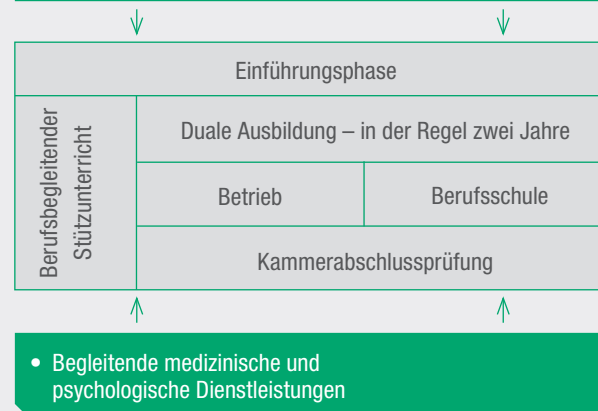 Einführungsphase
Berufsbegleitender
Stützunterricht
Duale Ausbildung – in der Regel zwei Jahre
Betrieb
Berufsschule
Kammerabschlussprüfung
• Begleitende medizinische und
psychologische Dienstleistungen